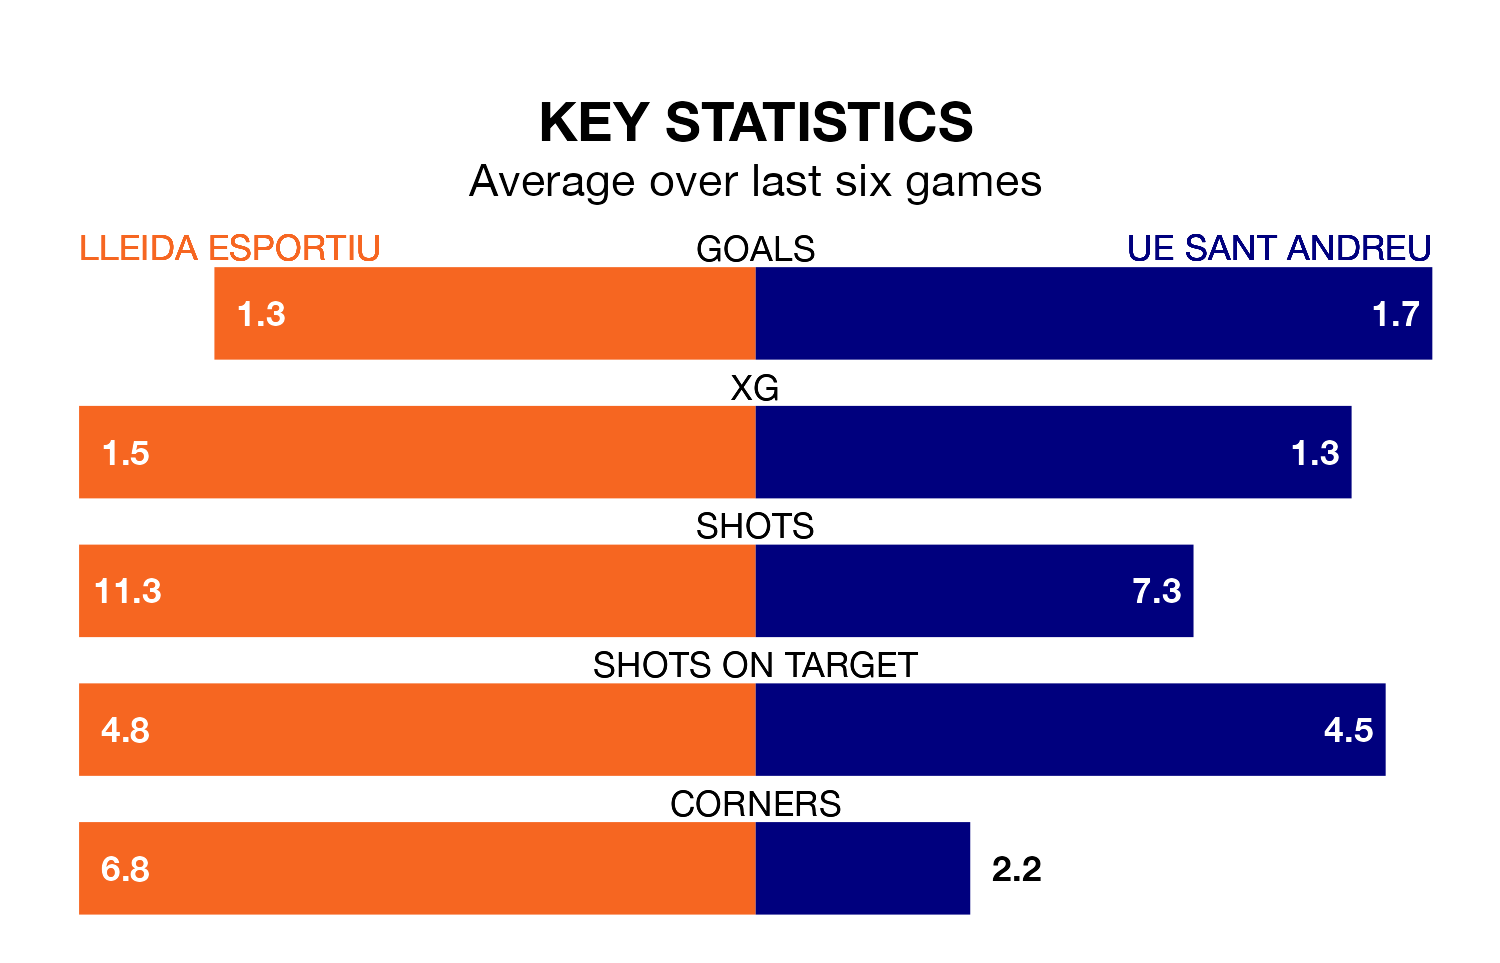 KEY STATISTICS
Average over last six games
LLEIDA ESPORTIU GOALS UE SANT ANDREU
1.3 1.7
XG
1.5 1.3
SHOTS
11.3 7.3
SHOTS ON TARGET
4.8 4.5
CORNERS
6.8 2.2